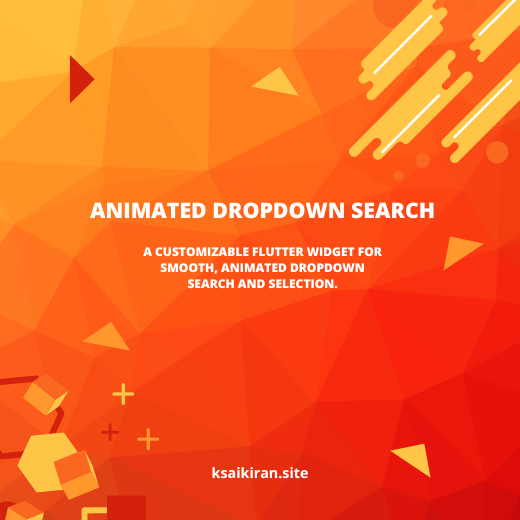 ANIMATED DROPDOWN SEARCH
A CUSTOMIZABLE FLUTTER WIDGET FOR
SMOOTH, ANIMATED DROPDOWN
SEARCH AND SELECTION.
ksaikiran.site